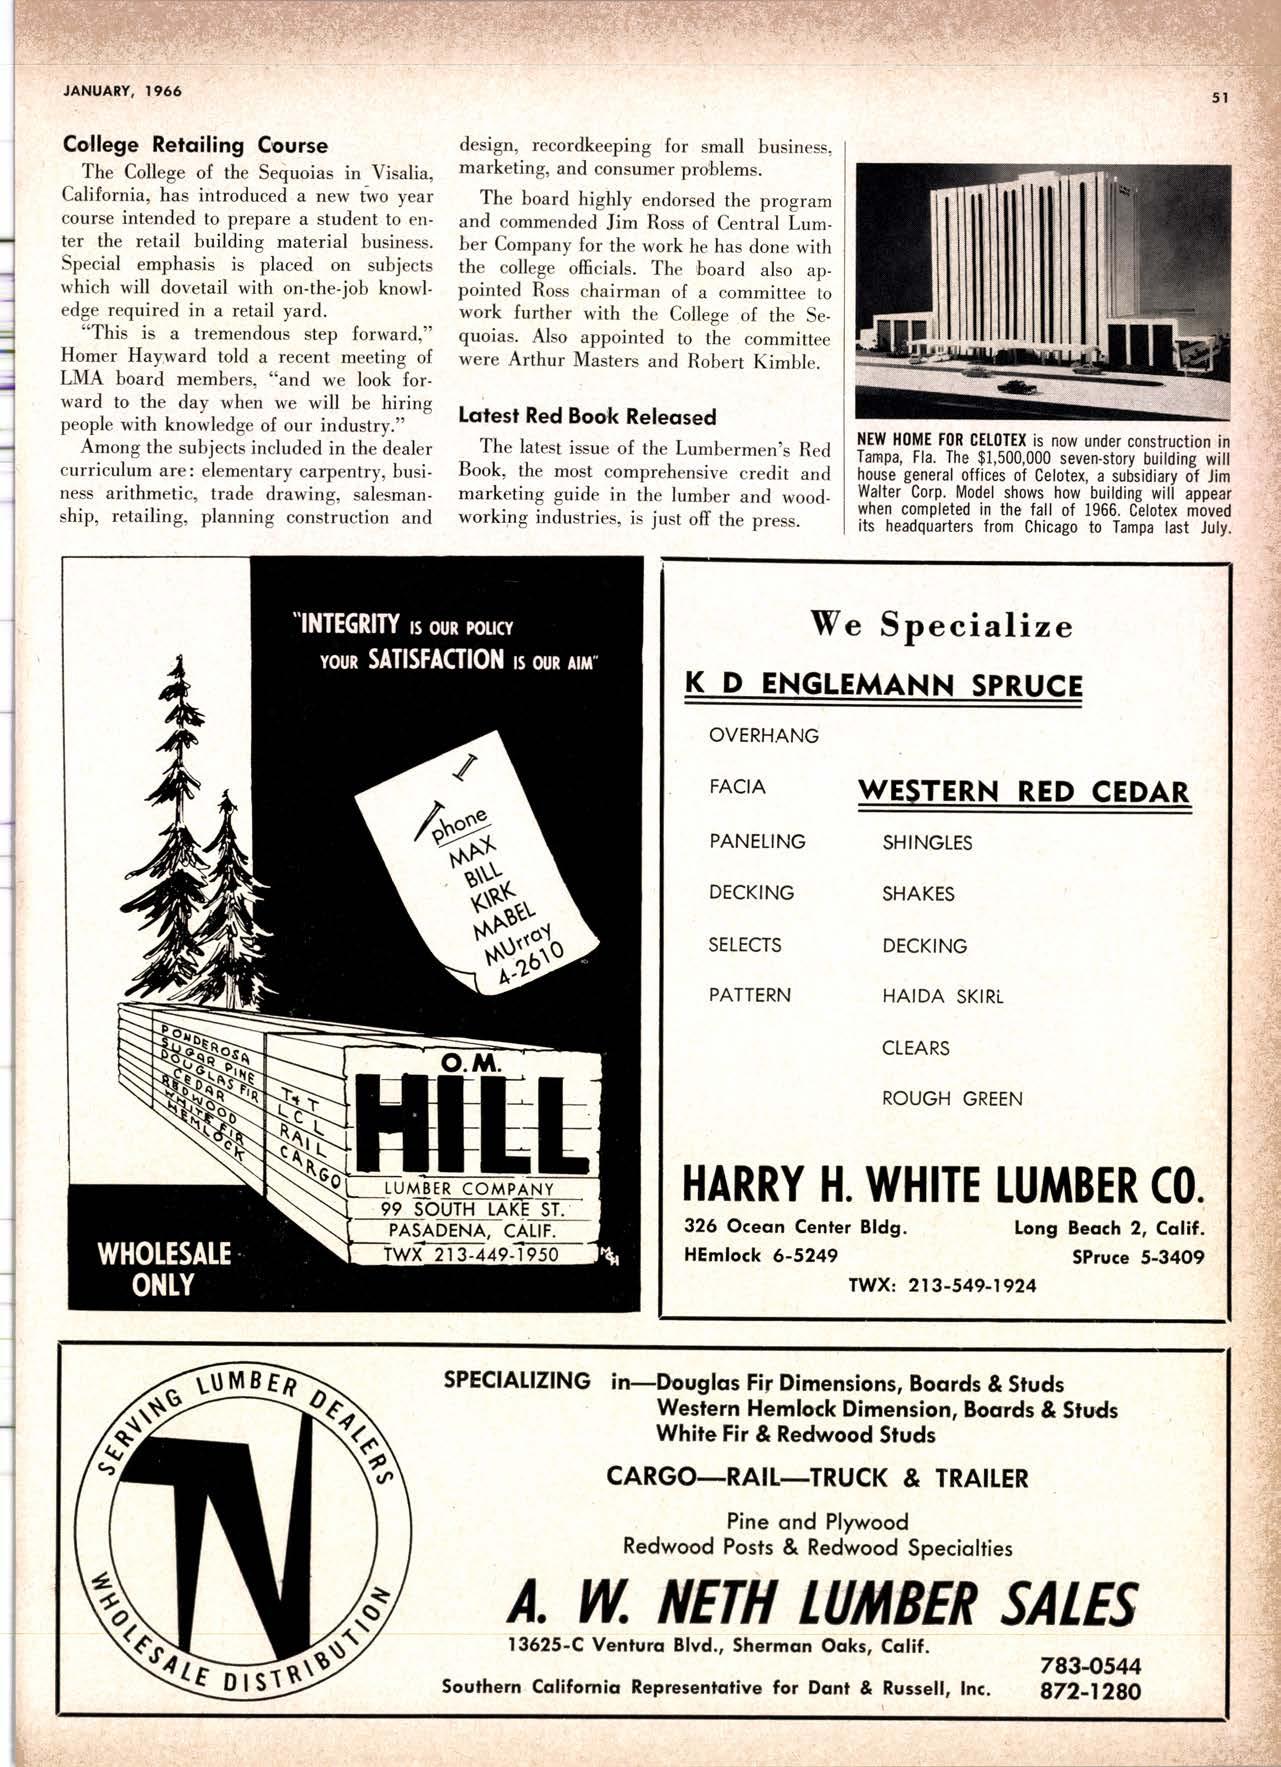 JANUARY, 1966
51
College Retailing Course
The College of the Sequoias in Visalia,
California, has introduced a new two year
course intended to prepare a student to en-
ter the retail building material business.
Special emphasis is placed on subjects
which will dovetail with on-the-job knowl-
edge required in a retail yard.
“This is a tremendous step forward,”
Homer Hayward told a recent meeting of
LMA board members, “and we look for-
ward to the day when we will be hiring
people with knowledge of our industry.”
Among the subjects included in the dealer
curriculum are: elementary carpentry, busi-
ness arithmetic, trade drawing, salesman-
ship, retailing, planning construction and
design, recordkeeping for small business,
marketing, and consumer problems.
The board highly endorsed the program
and commended Jim Ross of Central Lum-
ber Company for the work he has done with
the college officials. The board also ap-
pointed Ross chairman of a committee to
work further with the College of the Se-
quoias. Also appointed to the committee
were Arthur Masters and Robert Kimble.
Latest Red Book Released
The latest issue of the Lumbermen's Red
Book, the most comprehensive credit and
marketing guide in the lumber and wood-
working industries, is just off the press.
NEW HOME FOR CELOTEX is now under construction in
Tampa, Fla. The $1,500,000 seven-story building will
house general offices of Celotex, a subsidiary of Jim
Walter Corp. Model shows how building will appear
when completed in the fall of 1966. Celotex moved
its headquarters from Chicago to Tampa last July.
"INTEGRITY IS OUR POLICY
YOUR SATISFACTION IS OUR AIM"
phone
MAX
BILL
KIRK
MABEL
MUrray
4-2610
PONDEROSA
SUGAR PINE
DOUGLAS FIR
CEDAR
REDWOOD
WHITE FIR
HEMLOCK
T & T
L C L
RAIL
CARGO
O.M.
HILL
LUMBER COMPANY
99 SOUTH LAKE ST.
PASADENA, CALIF.
TWX 213-449-1950
WHOLESALE
ONLY
We Specialize
K D ENGLEMANN SPRUCE
OVERHANG
FACIA
WESTERN RED CEDAR
PANELING
SHINGLES
DECKING
SHAKES
SELECTS
DECKING
PATTERN
HAIDA SKIRL
CLEARS
ROUGH GREEN
HARRY H. WHITE LUMBER CO.
326 Ocean Center Bldg.
Long Beach 2, Calif.
HEmlock 6-5249
SPruce 5-3409
TWX: 213-549-1924
SERVING LUMBER DEALERS
WHOLESALE DISTRIBUTION
SPECIALIZING in—Douglas Fir Dimensions, Boards & Studs
Western Hemlock Dimension, Boards & Studs
White Fir & Redwood Studs
CARGO—RAIL—TRUCK & TRAILER
Pine and Plywood
Redwood Posts & Redwood Specialties
A. W. NETH LUMBER SALES
13625-C Ventura Blvd., Sherman Oaks, Calif.
783-0544
Southern California Representative for Dant & Russell, Inc.
872-1280